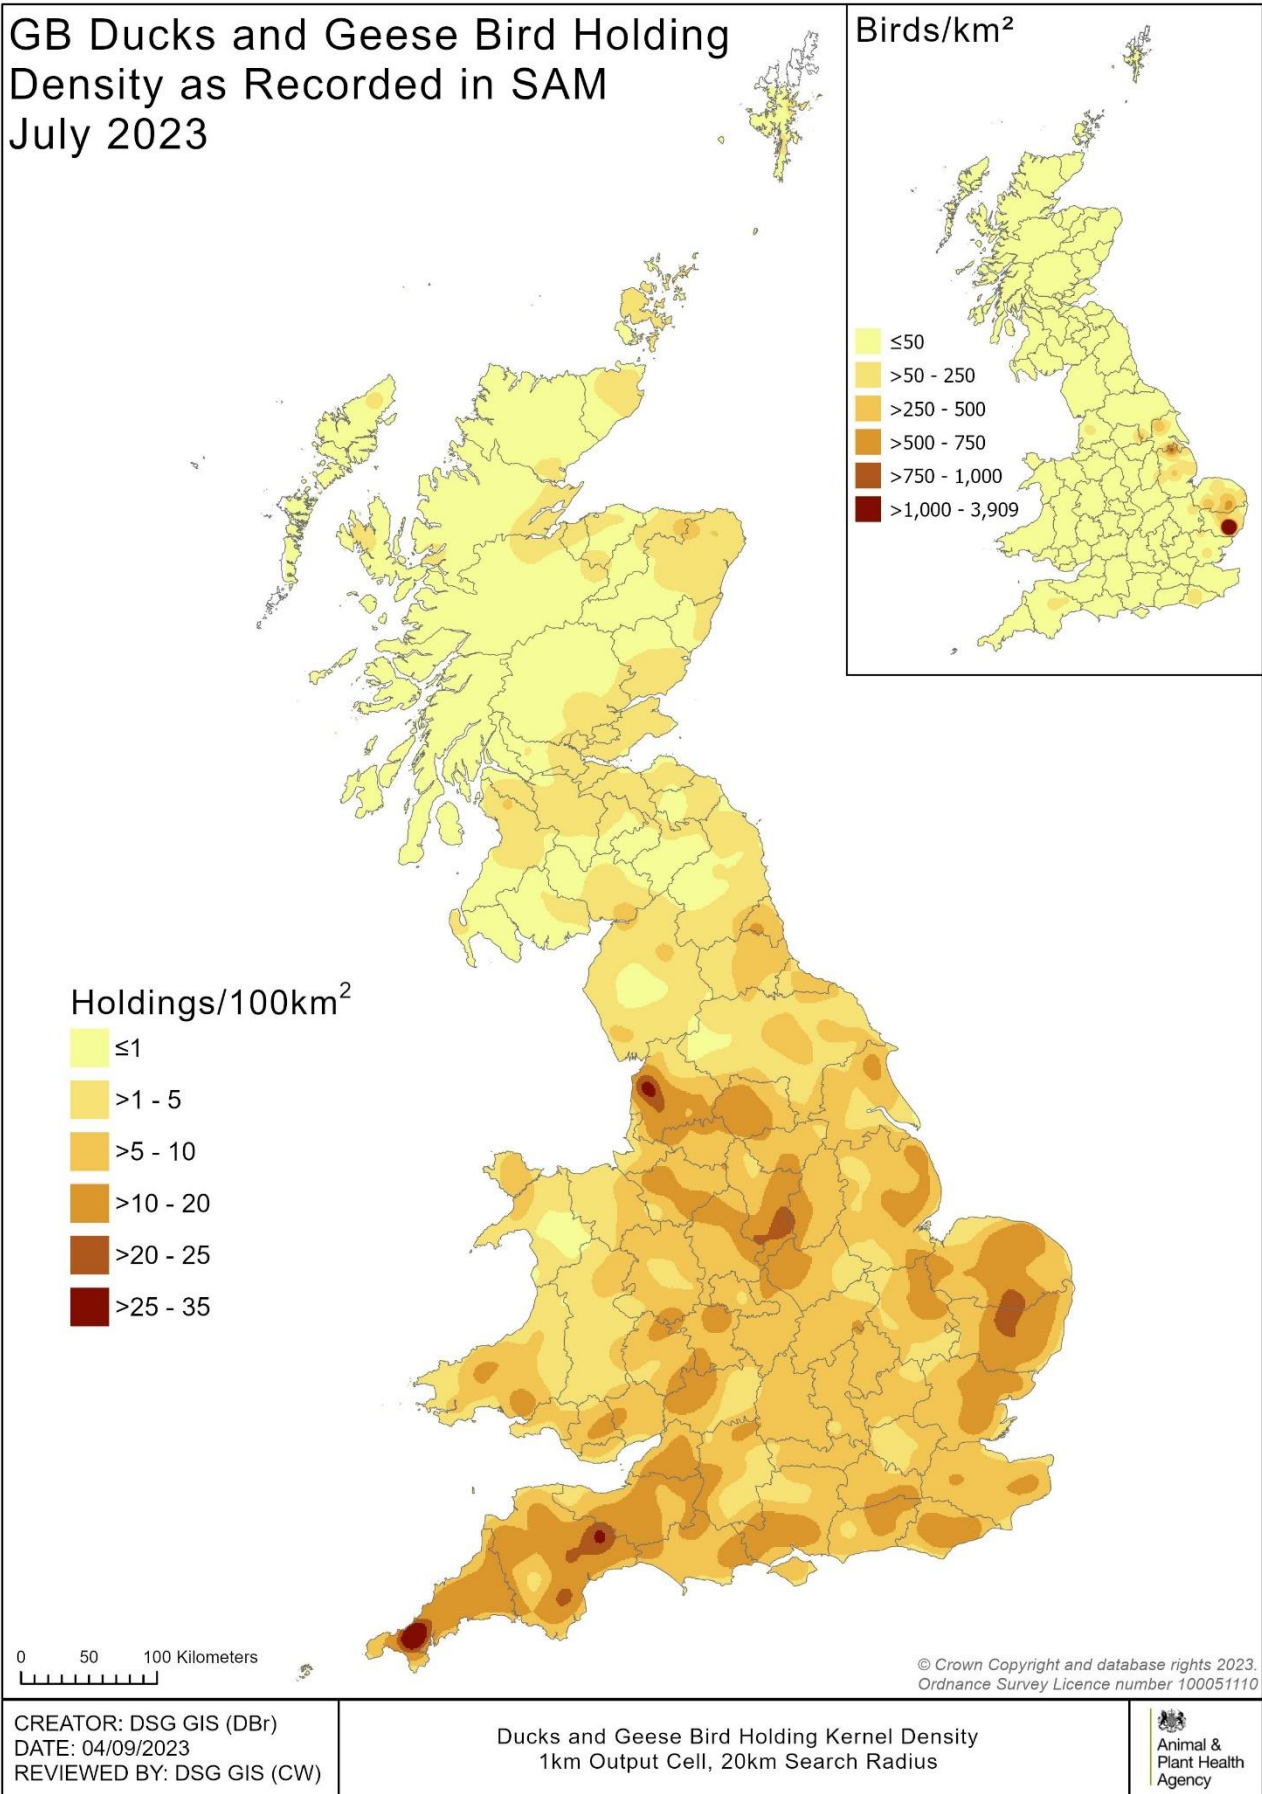 GB Ducks and Geese Bird Holding
Density as Recorded in SAM
July 2023
Birds/km²
≤50
>50 - 250
>250 - 500
>500 - 750
>750 - 1,000
>1,000 - 3,909
Holdings/100km²
≤1
>1 - 5
>5 - 10
>10 - 20
>20 - 25
>25 - 35
0 50 100 Kilometers
© Crown Copyright and database rights 2023.
Ordnance Survey Licence number 100051110
CREATOR: DSG GIS (DBr)
DATE: 04/09/2023
REVIEWED BY: DSG GIS (CW)
Ducks and Geese Bird Holding Kernel Density
1km Output Cell, 20km Search Radius
Animal &
Plant Health
Agency